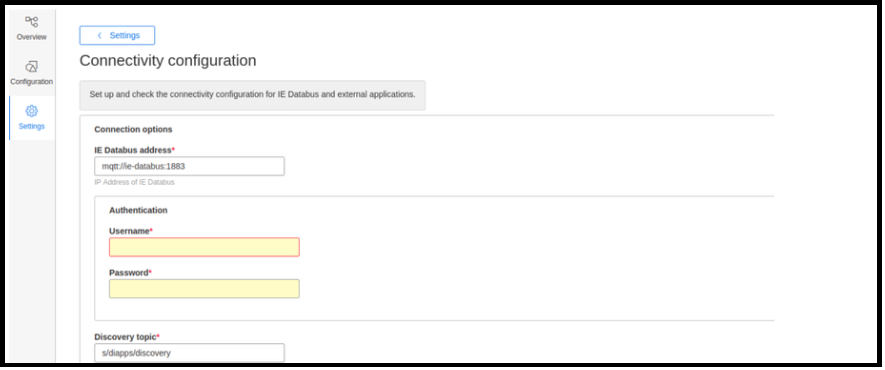 Overview
Configuration
Settings
< Settings
Connectivity configuration
Set up and check the connectivity configuration for IE Databus and external applications.
Connection options
IE Databus address*
mqtt://ie-databus:1883
IP Address of IE Databus
Authentication
Username*
Password*
Discovery topic*
s/diapps/discovery